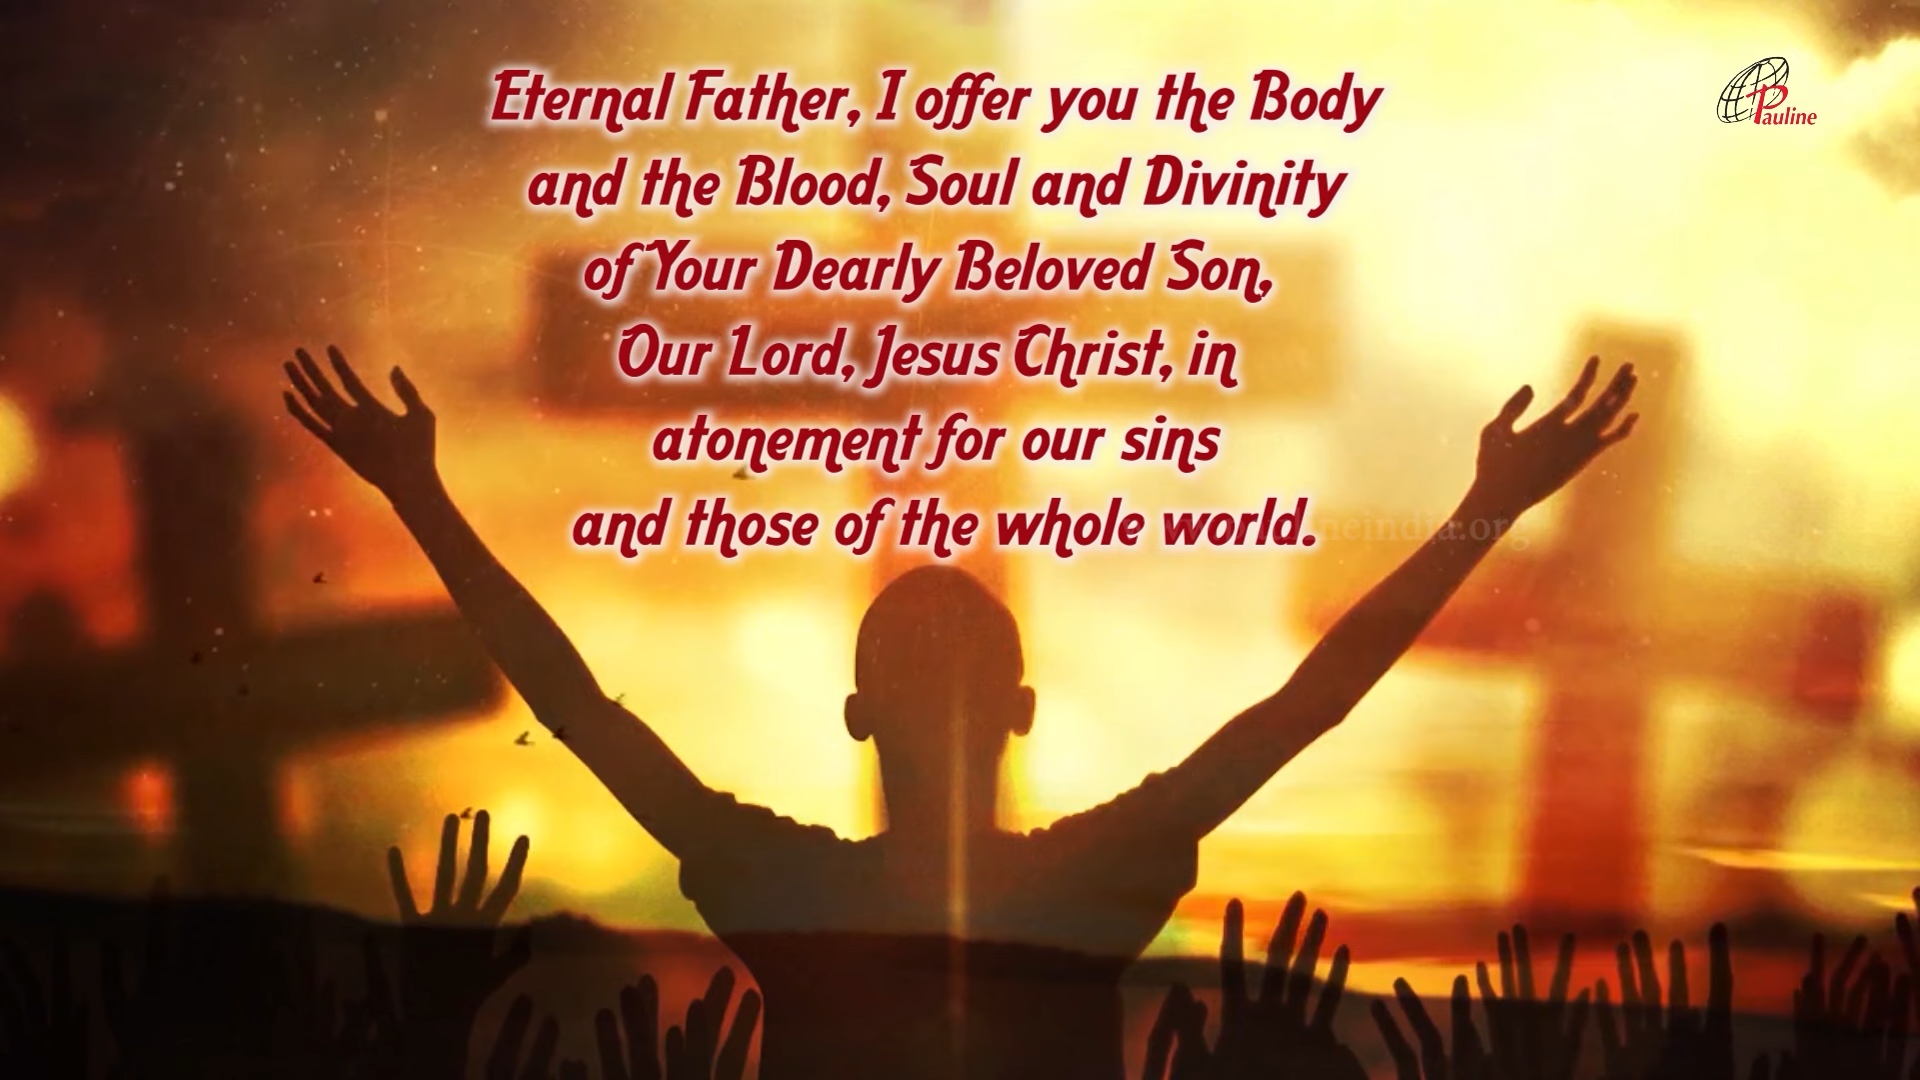 Eternal Father, I offer you the Body
and the Blood, Soul and Divinity
of Your Dearly Beloved Son,
Our Lord, Jesus Christ, in
atonement for our sins
and those of the whole world.
Pauline